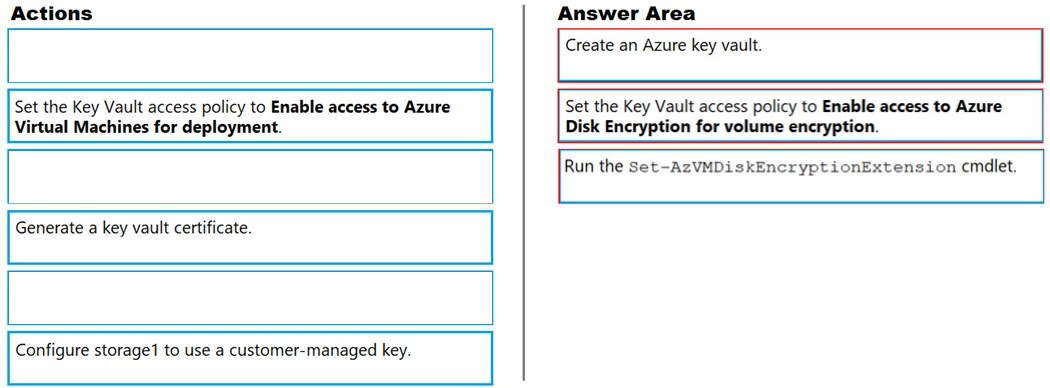 Actions
Set the Key Vault access policy to Enable access to Azure
Virtual Machines for deployment.
Generate a key vault certificate.
Configure storage1 to use a customer-managed key.
Answer Area
Create an Azure key vault.
Set the Key Vault access policy to Enable access to Azure
Disk Encryption for volume encryption.
Run the Set-AzVMDiskEncryptionExtension cmdlet.